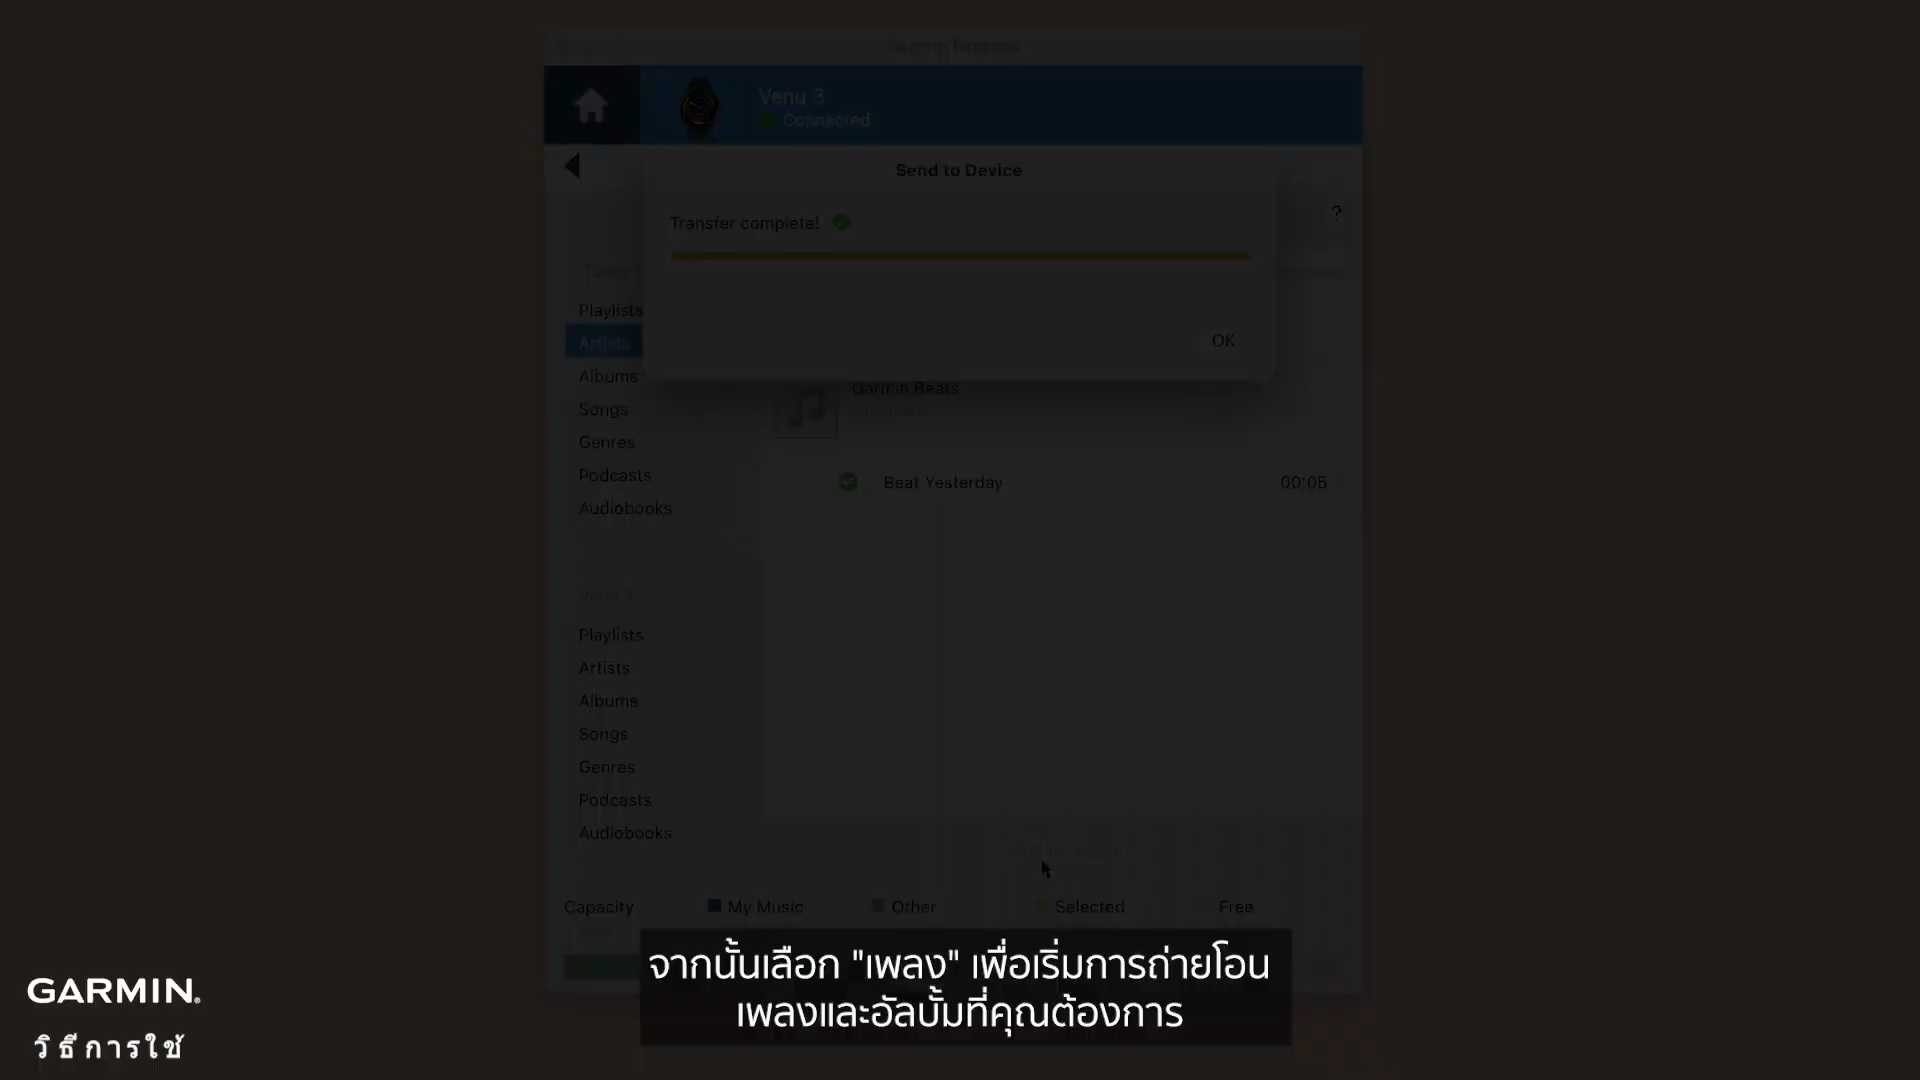 Venu 3
Connected
Send to Device
Transfer complete!
?
Playlists
Artists
OK
Albums
Garmin Beats
Songs
Genres
Podcasts
Beat Yesterday
00:05
Audiobooks
Venu 3
Playlists
Artists
Albums
Songs
Genres
Podcasts
Audiobooks
Capacity
My Music
Other
Selected
Free
จากนั้นเลือก "เพลง" เพื่อเริ่มการถ่ายโอน
เพลงและอัลบั้มที่คุณต้องการ
GARMIN®
วิธีการใช้